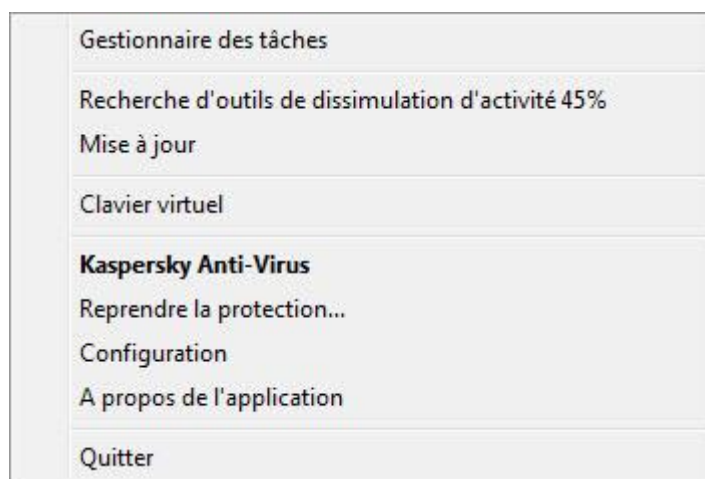 Gestionnaire des tâches
Recherche d'outils de dissimulation d'activité 45%
Mise à jour
Clavier virtuel
Kaspersky Anti-Virus
Reprendre la protection...
Configuration
A propos de l'application
Quitter